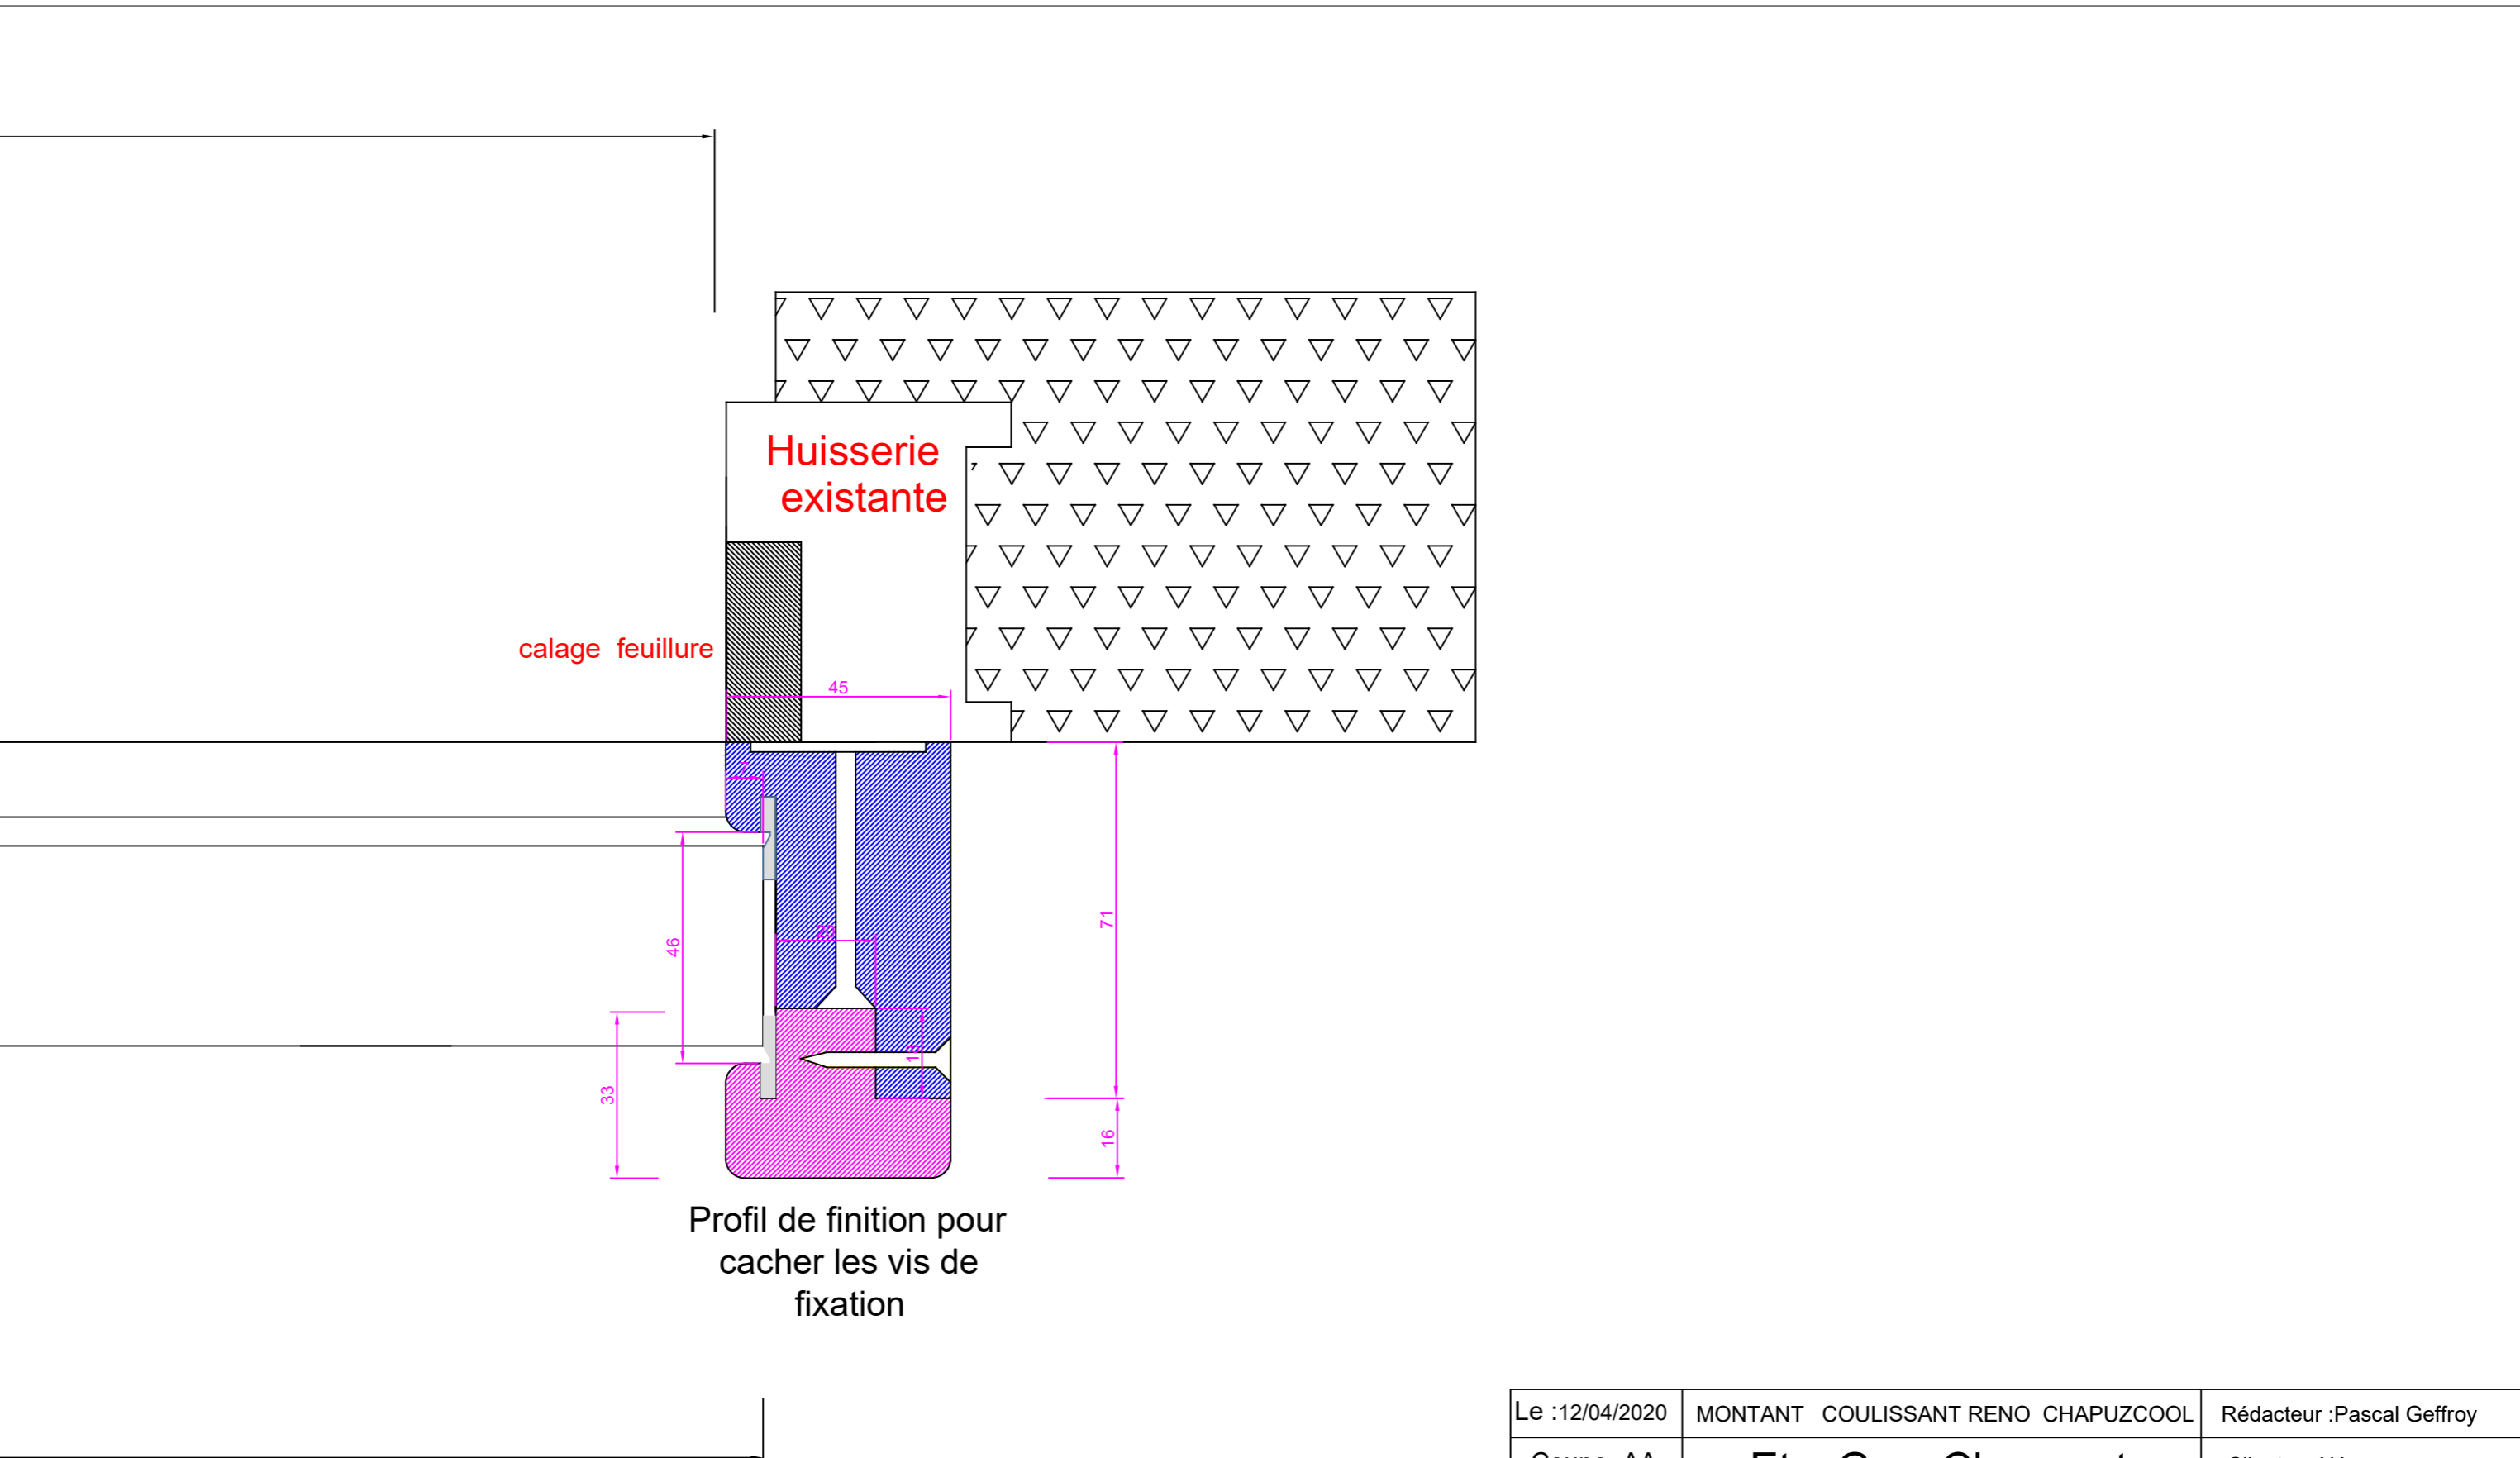 Huisserie
existante
calage feuillure
45
46
71
33
16
Profil de finition pour
cacher les vis de
fixation
Le :12/04/2020
MONTANT COULISSANT RENO CHAPUZCOOL
Rédacteur :Pascal Geffroy